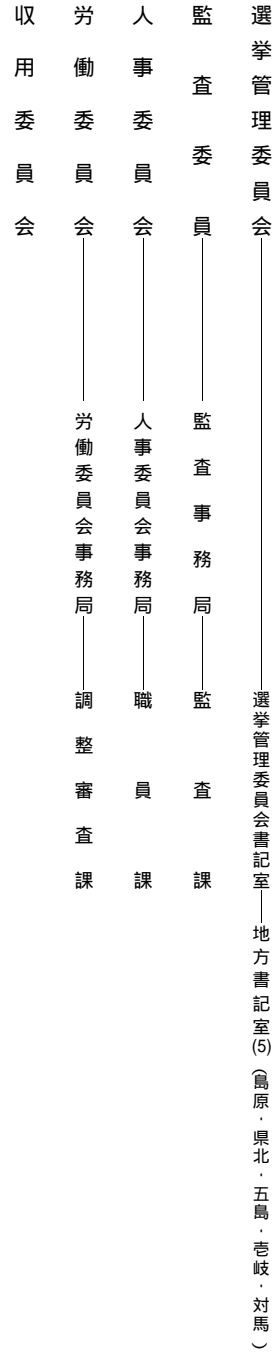 選挙管理委員会――選挙管理委員会書記室―地方書記室(5)(島原・県北・五島・壱岐・対馬)
監査委員――監査事務局――監査課
人事委員会――人事委員会事務局――職員課
労働委員会――労働委員会事務局――調整審査課
収用委員会